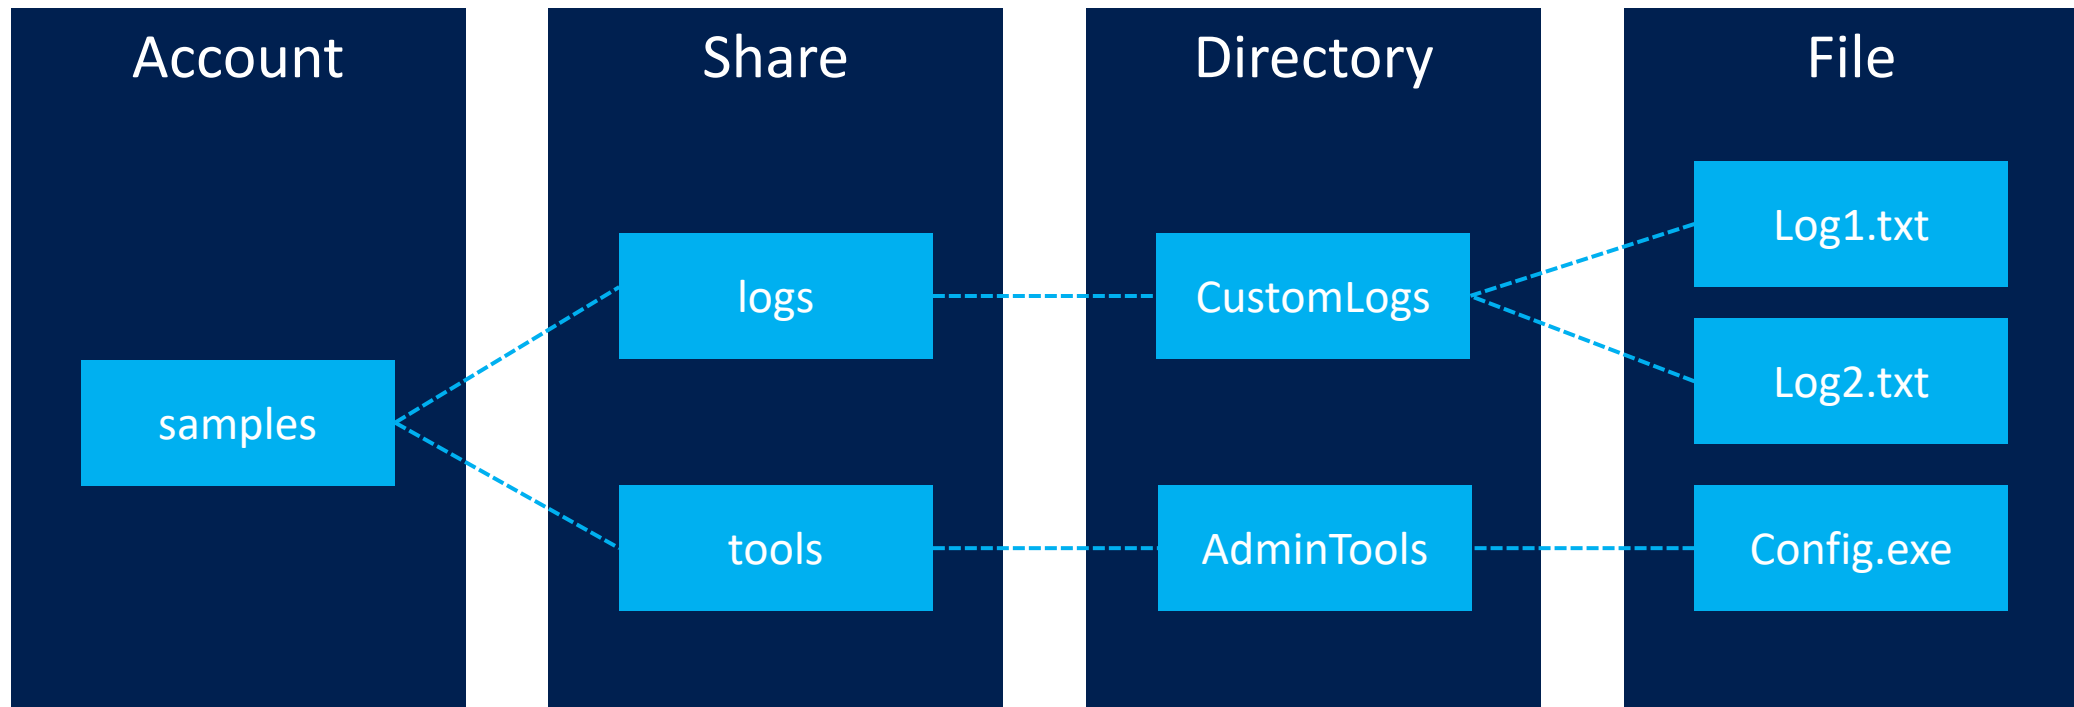 Account
Share
Directory
File
samples
logs
tools
CustomLogs
AdminTools
Log1.txt
Log2.txt
Config.exe